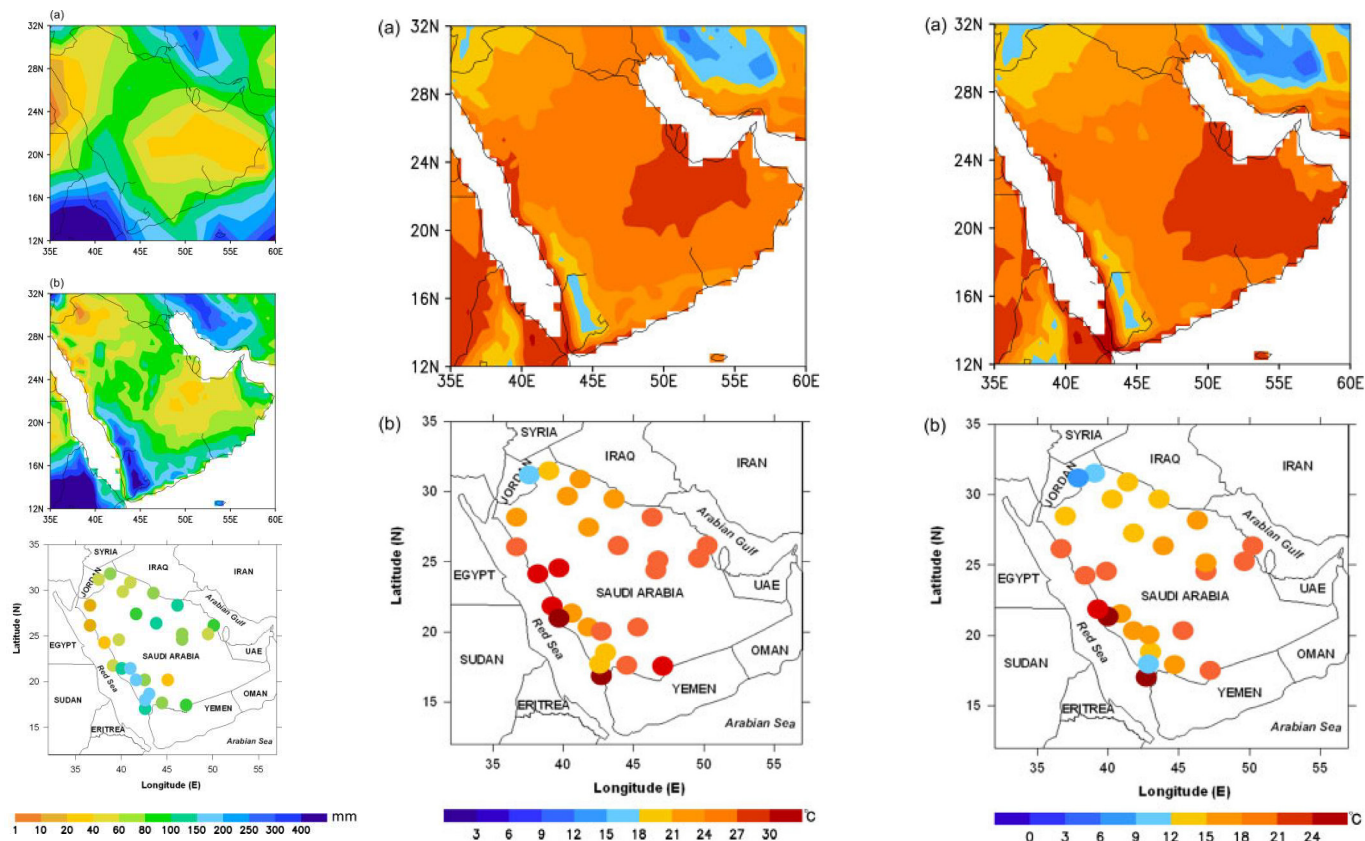 (a)
32N
28N
24N
20N
16N
12N
35E 40E 45E 50E 55E 60E
(b)
32N
28N
24N
20N
16N
12N
35E 40E 45E 50E 55E 60E
35
30
25
20
15
Latitude (N)
SYRIA
IRAQ
IRAN
JORDAN
Arabian Gulf
EGYPT
UAE
SAUDI ARABIA
Red Sea
SUDAN
OMAN
YEMEN
ERITREA
Arabian Sea
35 40 45 50 55
Longitude (E)
1 10 20 40 60 80 100 150 200 250 300 400 mm
(a)
32N
28N
24N
20N
16N
12N
35E 40E 45E 50E 55E 60E
(b)
35
30
25
20
15
Latitude (N)
SYRIA
IRAQ
IRAN
JORDAN
Arabian Gulf
EGYPT
UAE
SAUDI ARABIA
Red Sea
SUDAN
OMAN
YEMEN
ERITREA
Arabian Sea
35 40 45 50 55
Longitude (E)
3 6 9 12 15 18 21 24 27 30 °C
(a)
32N
28N
24N
20N
16N
12N
35E 40E 45E 50E 55E 60E
(b)
35
30
25
20
15
Latitude (N)
SYRIA
IRAQ
IRAN
JORDAN
Arabian Gulf
EGYPT
UAE
SAUDI ARABIA
Red Sea
SUDAN
OMAN
YEMEN
ERITREA
Arabian Sea
35 40 45 50 55
Longitude (E)
0 3 6 9 12 15 18 21 24 °C